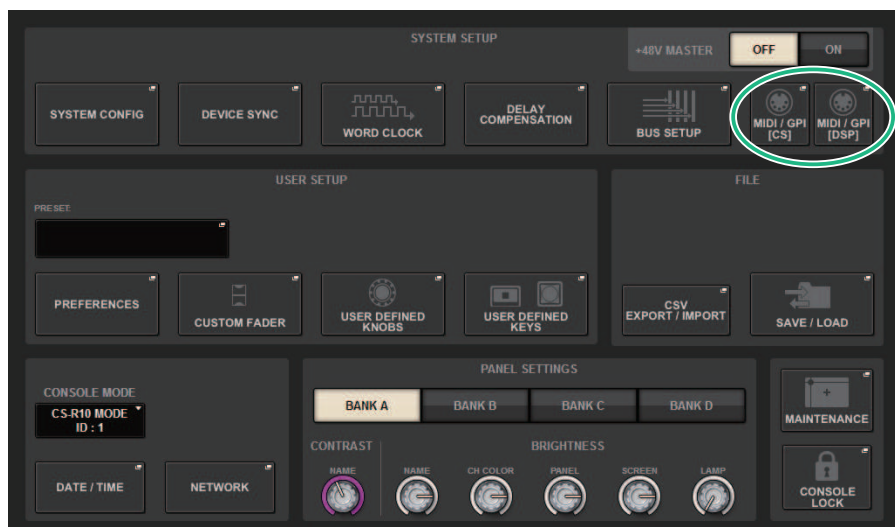 SYSTEM SETUP
+48V MASTER
OFF
ON
SYSTEM CONFIG
DEVICE SYNC
WORD CLOCK
DELAY
COMPENSATION
BUS SETUP
MIDI / GPI
[CS]
MIDI / GPI
[DSP]
USER SETUP
PRESET:
PREFERENCES
CUSTOM FADER
USER DEFINED
KNOBS
USER DEFINED
KEYS
FILE
CSV
EXPORT / IMPORT
SAVE / LOAD
CONSOLE MODE
CS-R10 MODE
ID : 1
DATE / TIME
NETWORK
PANEL SETTINGS
BANK A
BANK B
BANK C
BANK D
CONTRAST
BRIGHTNESS
NAME
NAME
CH COLOR
PANEL
SCREEN
LAMP
MAINTENANCE
CONSOLE
LOCK